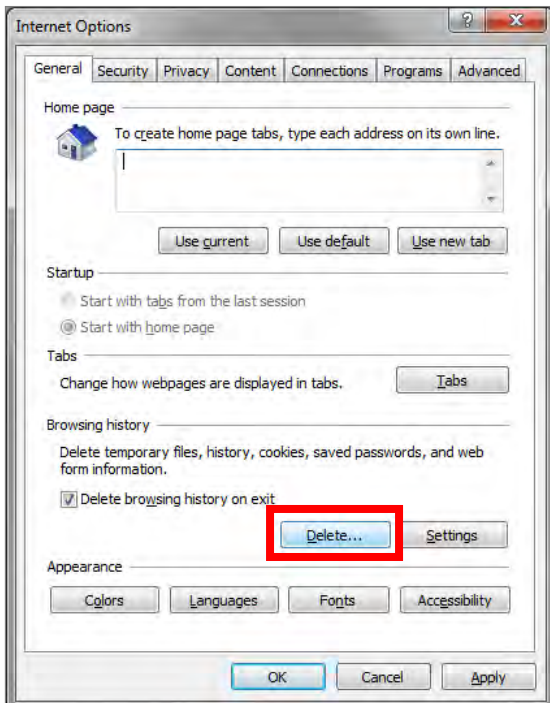 Internet Options
General Security Privacy Content Connections Programs Advanced
Home page
To create home page tabs, type each address on its own line.
Use current Use default Use new tab
Startup
Start with tabs from the last session
Start with home page
Tabs
Change how webpages are displayed in tabs. Tabs
Browsing history
Delete temporary files, history, cookies, saved passwords, and web
form information.
Delete browsing history on exit
Delete... Settings
Appearance
Colors Languages Fonts Accessibility
OK Cancel Apply